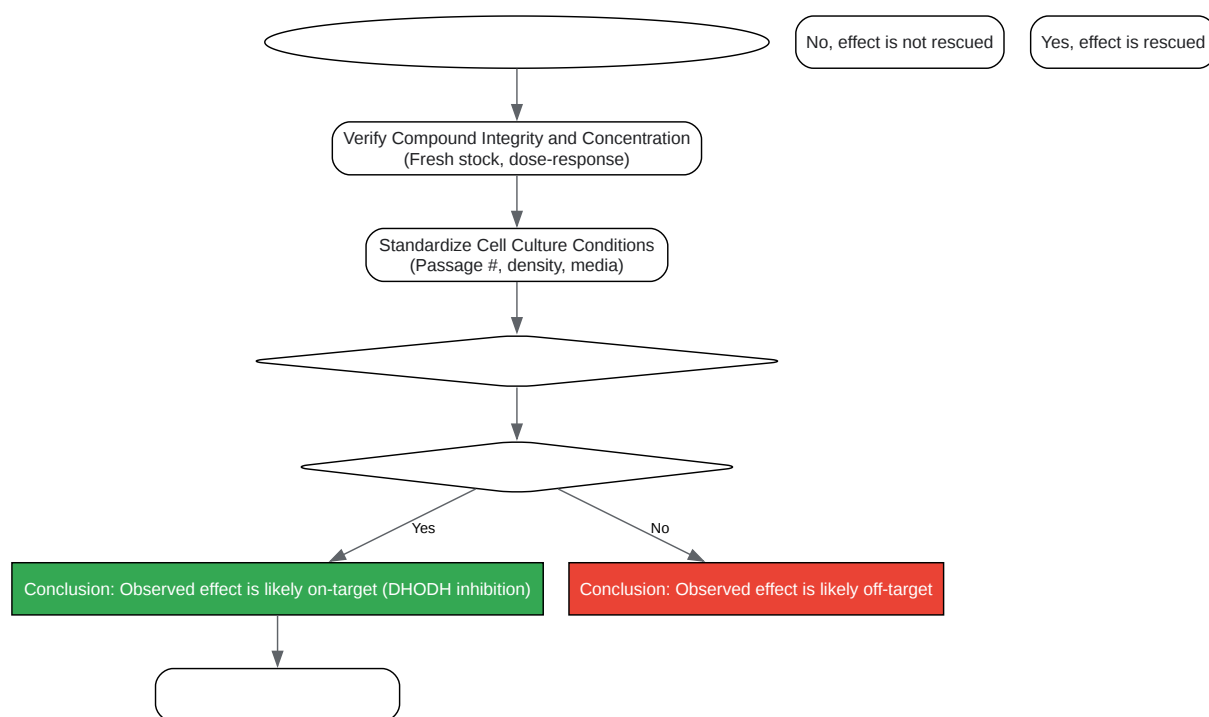 No, effect is not rescued
Yes, effect is rescued
Verify Compound Integrity and Concentration
(Fresh stock, dose-response)
Standardize Cell Culture Conditions
(Passage #, density, media)
Yes
No
Conclusion: Observed effect is likely on-target (DHODH inhibition)
Conclusion: Observed effect is likely off-target